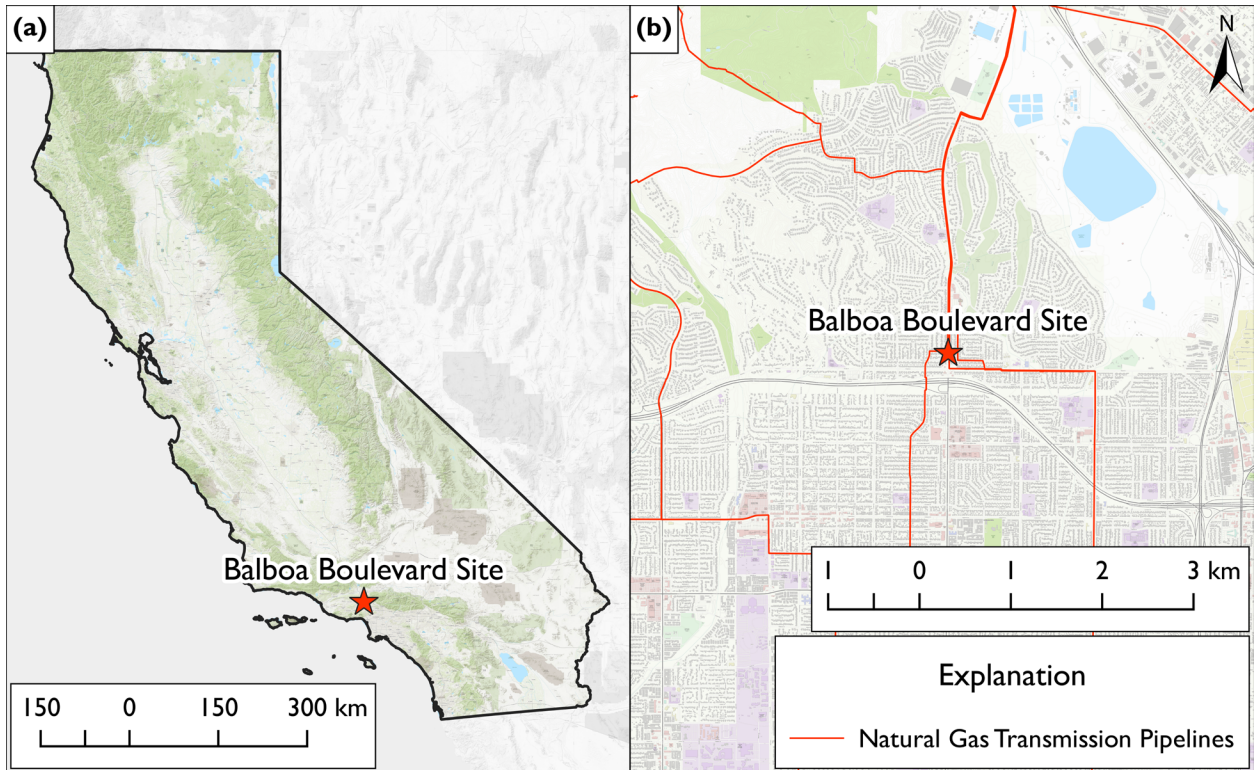 (a)
Balboa Boulevard Site
150 0 150 300 km
(b)
N
Balboa Boulevard Site
1 0 1 2 3 km
Explanation
Natural Gas Transmission Pipelines